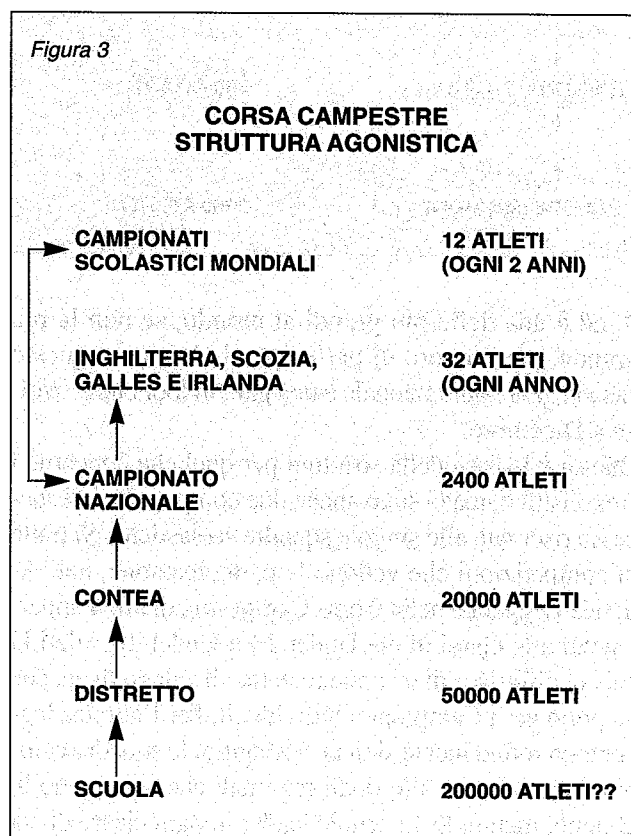 Figura 3
CORSA CAMPESTRE
STRUTTURA AGONISTICA
CAMPIONATI
SCOLASTICI MONDIALI
12 ATLETI
(OGNI 2 ANNI)
INGHILTERRA, SCOZIA,
GALLES E IRLANDA
32 ATLETI
(OGNI ANNO)
CAMPIONATO
NAZIONALE
2400 ATLETI
CONTEA
20000 ATLETI
DISTRETTO
50000 ATLETI
SCUOLA
200000 ATLETI??